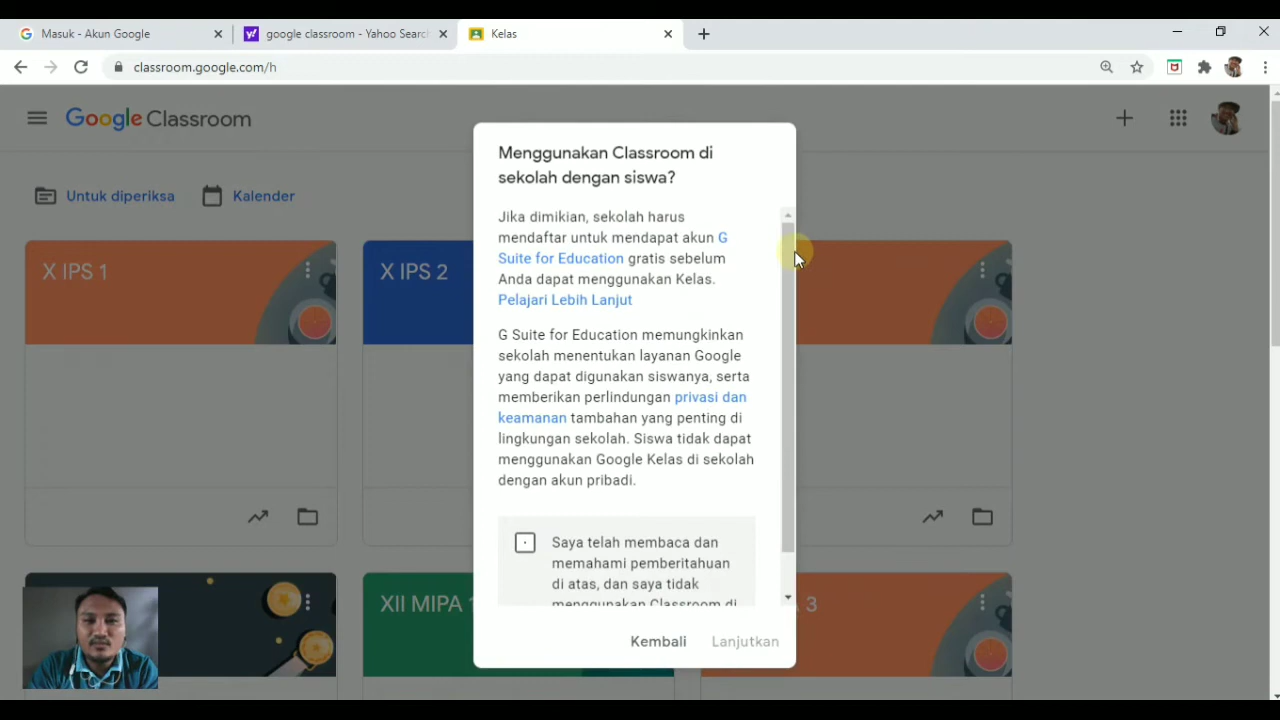 Masuk - Akun Google
google classroom - Yahoo Searc
Kelas
classroom.google.com/h
Google Classroom
Untuk diperiksa
Kalender
X IPS 1
X IPS 2
Menggunakan Classroom di
sekolah dengan siswa?
Jika dimikian, sekolah harus
mendaftar untuk mendapat akun G
Suite for Education gratis sebelum
Anda dapat menggunakan Kelas.
Pelajari Lebih Lanjut
G Suite for Education memungkinkan
sekolah menentukan layanan Google
yang dapat digunakan siswanya, serta
memberikan perlindungan privasi dan
keamanan tambahan yang penting di
lingkungan sekolah. Siswa tidak dapat
menggunakan Google Kelas di sekolah
dengan akun pribadi.
Saya telah membaca dan
memahami pemberitahuan
di atas, dan saya tidak
menggunakan Classroom di
Kembali
Lanjutkan
XII MIPA 1
3